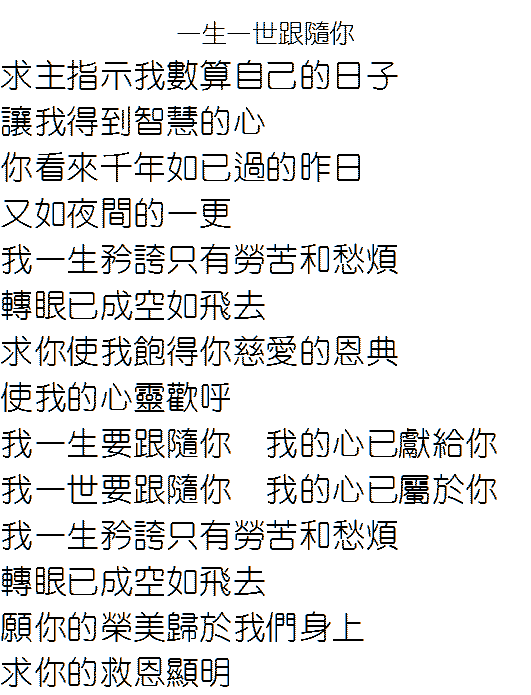 一生一世跟隨你
求主指示我數算自己的日子
讓我得到智慧的心
你看來千年如已過的昨日
又如夜間的一更
我一生矜誇只有勞苦和愁煩
轉眼已成空如飛去
求你使我飽得你慈愛的恩典
使我的心靈歡呼
我一生要跟隨你　我的心已獻給你
我一世要跟隨你　我的心已屬於你
我一生矜誇只有勞苦和愁煩
轉眼已成空如飛去
願你的榮美歸於我們身上
求你的救恩顯明